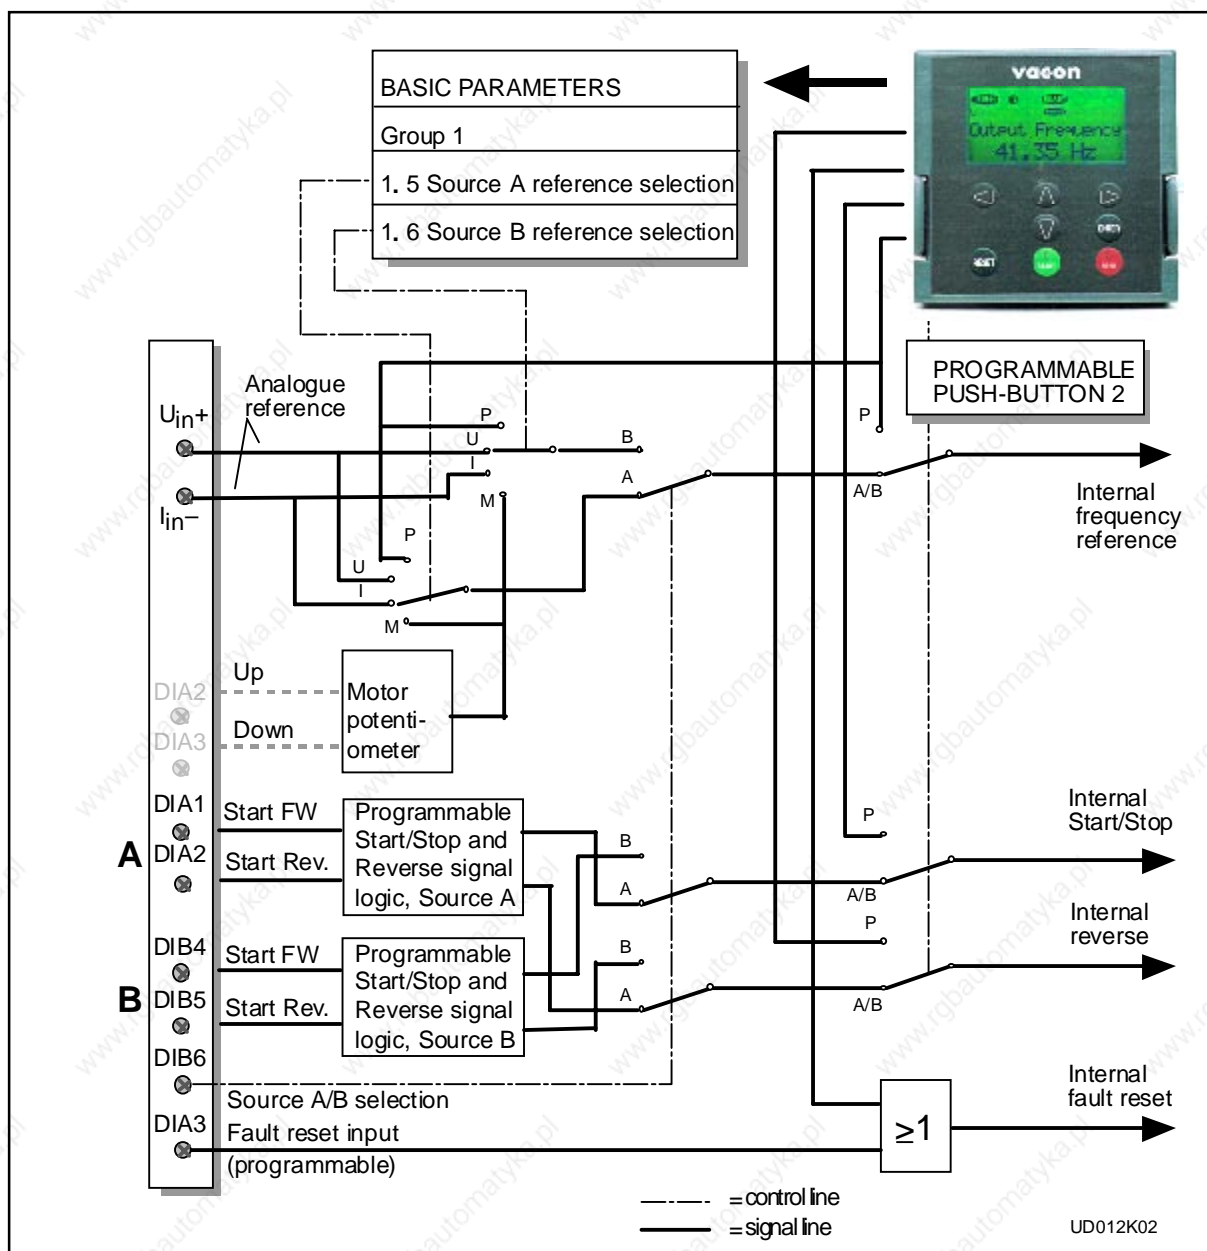 BASIC PARAMETERS
Group 1
1. 5 Source A reference selection
1. 6 Source B reference selection
vacon
Output Frequency
41.35 Hz
RESET
PROGRAMMABLE
PUSH-BUTTON 2
Analogue
reference
Uin+
Iin−
P
U
I
M
B
A
P
A/B
Internal
frequency
reference
P
U
I
M
DIA2
Up
DIA3
Down
Motor
potenti-
ometer
A
DIA1
Start FW
DIA2
Start Rev.
Programmable
Start/Stop and
Reverse signal
logic, Source A
B
A
P
A/B
Internal
Start/Stop
B
DIB4
Start FW
DIB5
Start Rev.
Programmable
Start/Stop and
Reverse signal
logic, Source B
B
A
P
A/B
Internal
reverse
DIB6
Source A/B selection
DIA3
Fault reset input
(programmable)
≥1
Internal
fault reset
= control line
= signal line
UD012K02
www.rgbautomatyka.pl